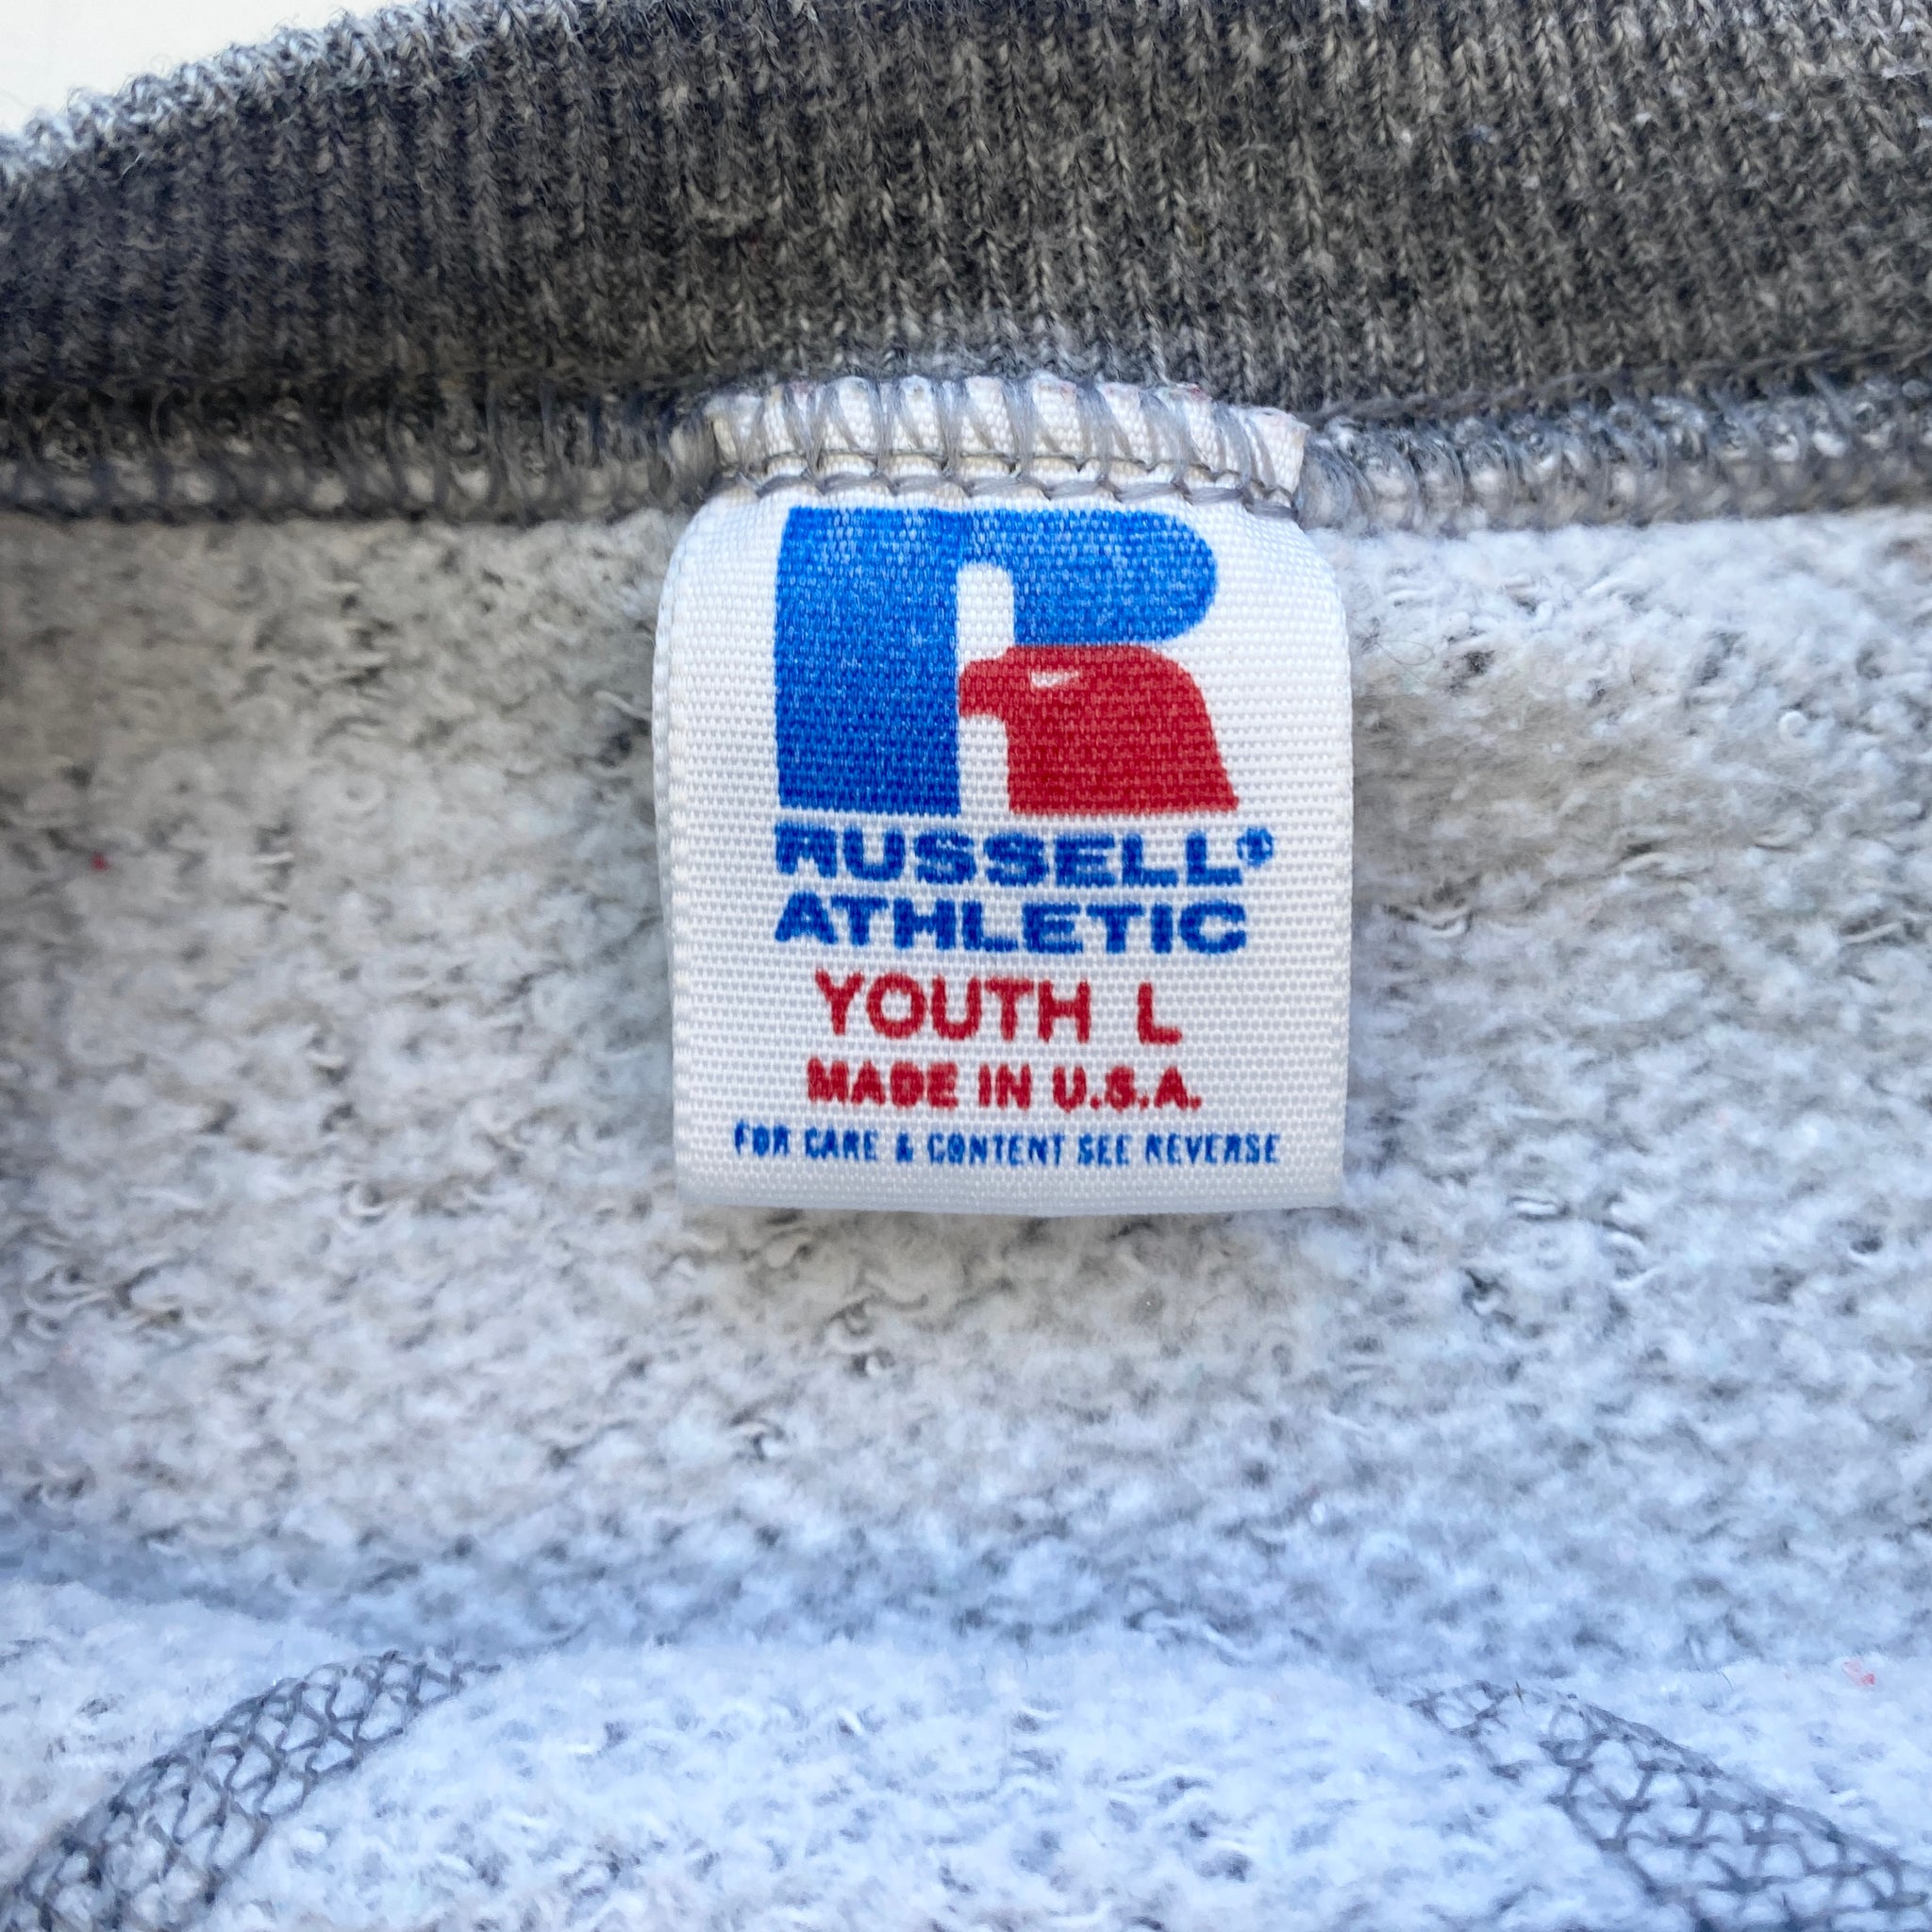 RUSSELL®
ATHLETIC
YOUTH L
MADE IN U.S.A.
FOR CARE & CONTENT SEE REVERSE